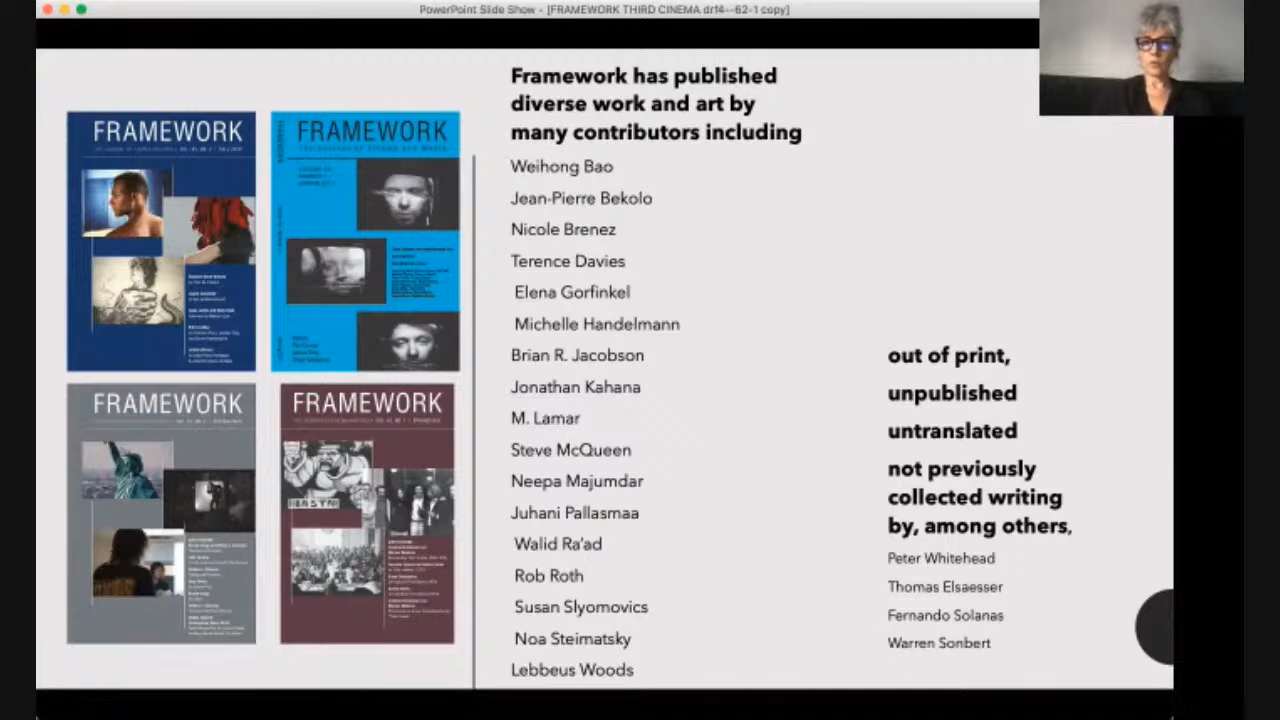 PowerPoint Slide Show - [FRAMEWORK THIRD CINEMA drf4--62-1 copy]
FRAMEWORK
FRAMEWORK
FRAMEWORK
FRAMEWORK
Framework has published
diverse work and art by
many contributors including
Weihong Bao
Jean-Pierre Bekolo
Nicole Brenez
Terence Davies
Elena Gorfinkel
Michelle Handelmann
Brian R. Jacobson
Jonathan Kahana
M. Lamar
Steve McQueen
Neepa Majumdar
Juhani Pallasmaa
Walid Ra'ad
Rob Roth
Susan Slyomovics
Noa Steimatsky
Lebbeus Woods
out of print,
unpublished
untranslated
not previously
collected writing
by, among others,
Peter Whitehead
Thomas Elsaesser
Fernando Solanas
Warren Sonbert